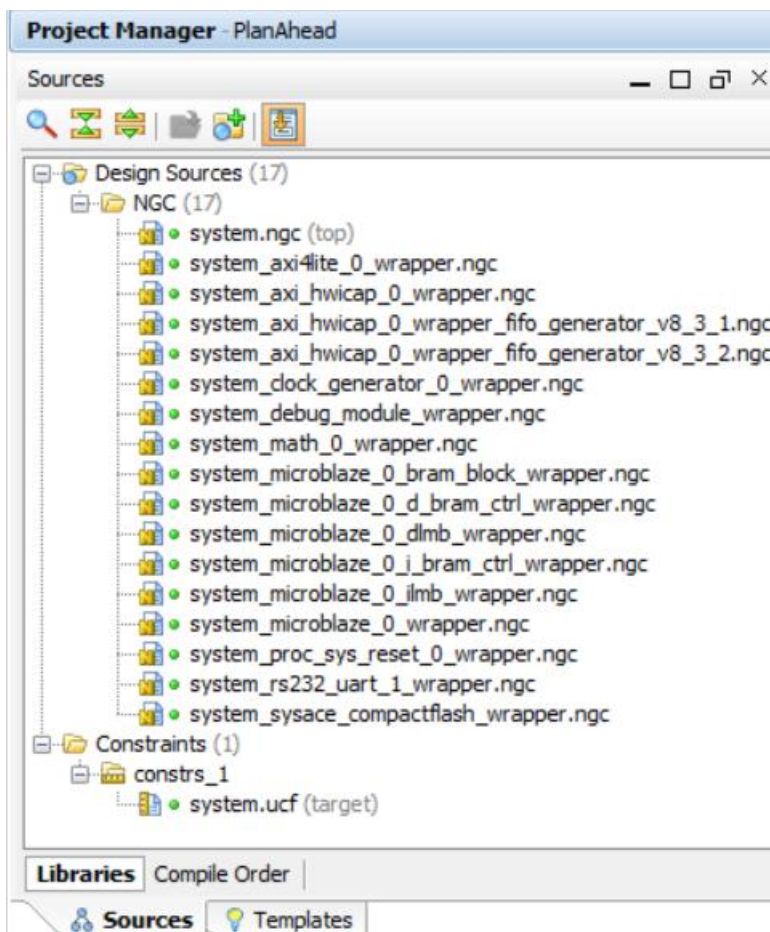 Project Manager - PlanAhead
Sources
Design Sources (17)
NGC (17)
system.ngc (top)
system_axi4lite_0_wrapper.ngc
system_axi_hwicap_0_wrapper.ngc
system_axi_hwicap_0_wrapper_fifo_generator_v8_3_1.ngc
system_axi_hwicap_0_wrapper_fifo_generator_v8_3_2.ngc
system_clock_generator_0_wrapper.ngc
system_debug_module_wrapper.ngc
system_math_0_wrapper.ngc
system_microblaze_0_bram_block_wrapper.ngc
system_microblaze_0_d_bram_ctrl_wrapper.ngc
system_microblaze_0_dlmb_wrapper.ngc
system_microblaze_0_i_bram_ctrl_wrapper.ngc
system_microblaze_0_ilmb_wrapper.ngc
system_microblaze_0_wrapper.ngc
system_proc_sys_reset_0_wrapper.ngc
system_rs232_uart_1_wrapper.ngc
system_sysace_compactflash_wrapper.ngc
Constraints (1)
constrs_1
system.ucf (target)
Libraries Compile Order
Sources Templates